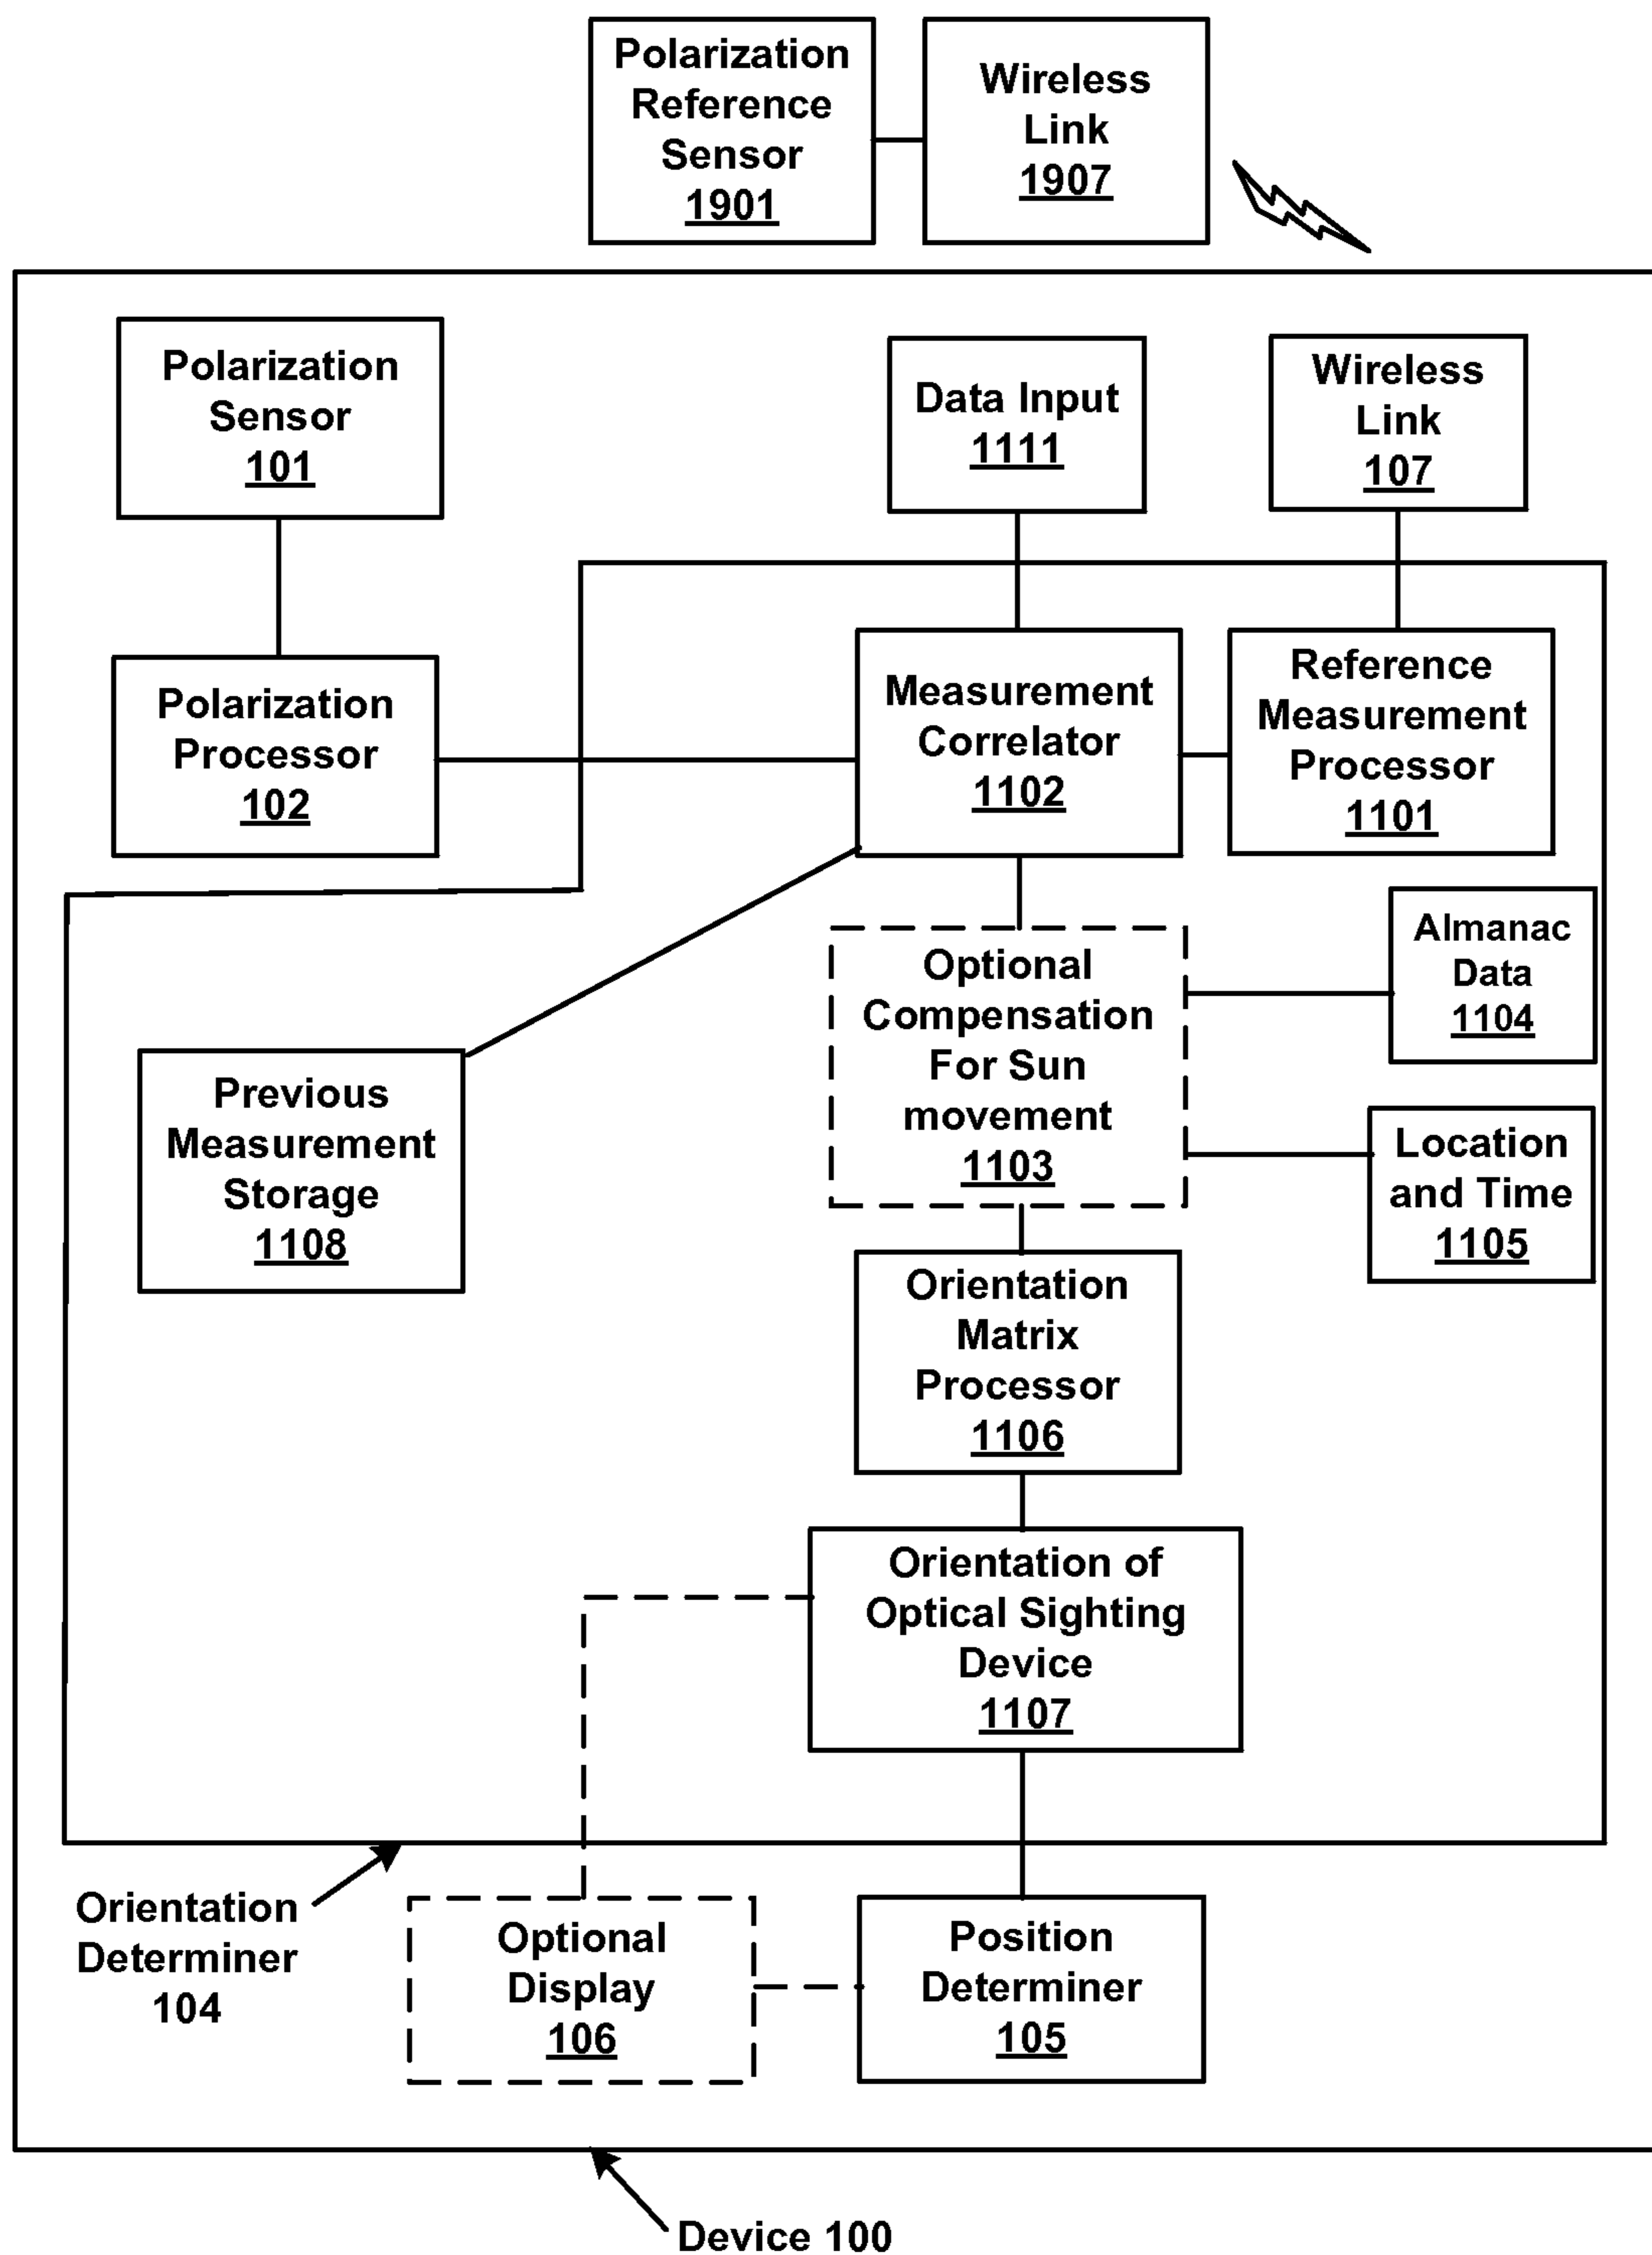 Polarization
Reference
Sensor
1901
Wireless
Link
1907
Polarization
Sensor
101
Data Input
1111
Wireless
Link
107
Polarization
Processor
102
Measurement
Correlator
1102
Reference
Measurement
Processor
1101
Almanac
Data
1104
Optional
Compensation
For Sun
movement
1103
Previous
Measurement
Storage
1108
Location
and Time
1105
Orientation
Matrix
Processor
1106
Orientation of
Optical Sighting
Device
1107
Orientation
Determiner
104
Optional
Display
106
Position
Determiner
105
Device 100